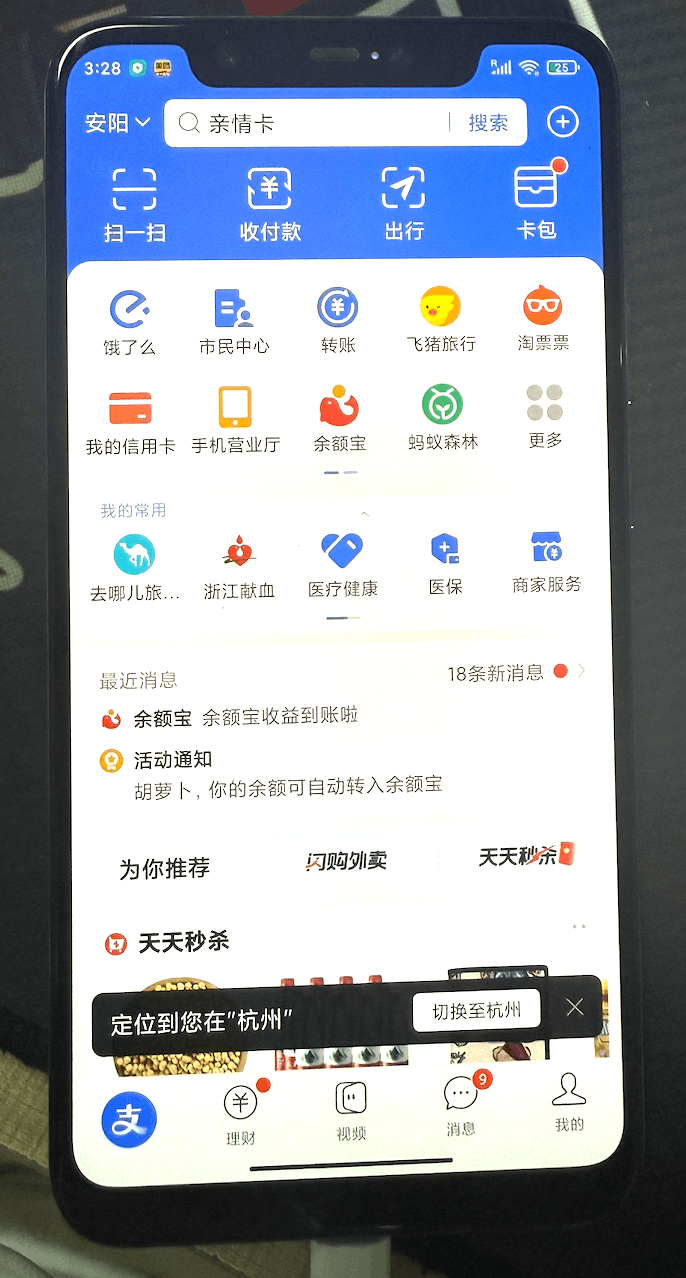 3:28
R
25
安阳
亲情卡
搜索
扫一扫
收付款
出行
卡包
饿了么
市民中心
转账
飞猪旅行
淘票票
我的信用卡
手机营业厅
余额宝
蚂蚁森林
更多
我的常用
去哪儿旅...
浙江献血
医疗健康
医保
商家服务
最近消息
18条新消息
余额宝 余额宝收益到账啦
活动通知
胡萝卜,你的余额可自动转入余额宝
为你推荐
闪购外卖
天天秒杀
天天秒杀
定位到您在"杭州"
切换至杭州
支
理财
视频
9
消息
我的